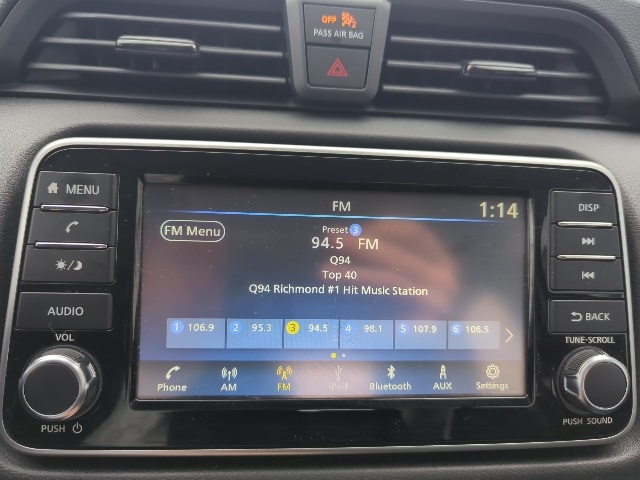 OFF
PASS AIR BAG
MENU
FM
1:14
DISP
FM Menu
Preset 3
94.5 FM
Q94
Top 40
Q94 Richmond #1 Hit Music Station
AUDIO
BACK
VOL
TUNE·SCROLL
1 106.9 2 95.3 3 94.5 4 98.1 5 107.9 6 106.5
Phone AM FM iPod Bluetooth AUX Settings
PUSH
PUSH SOUND